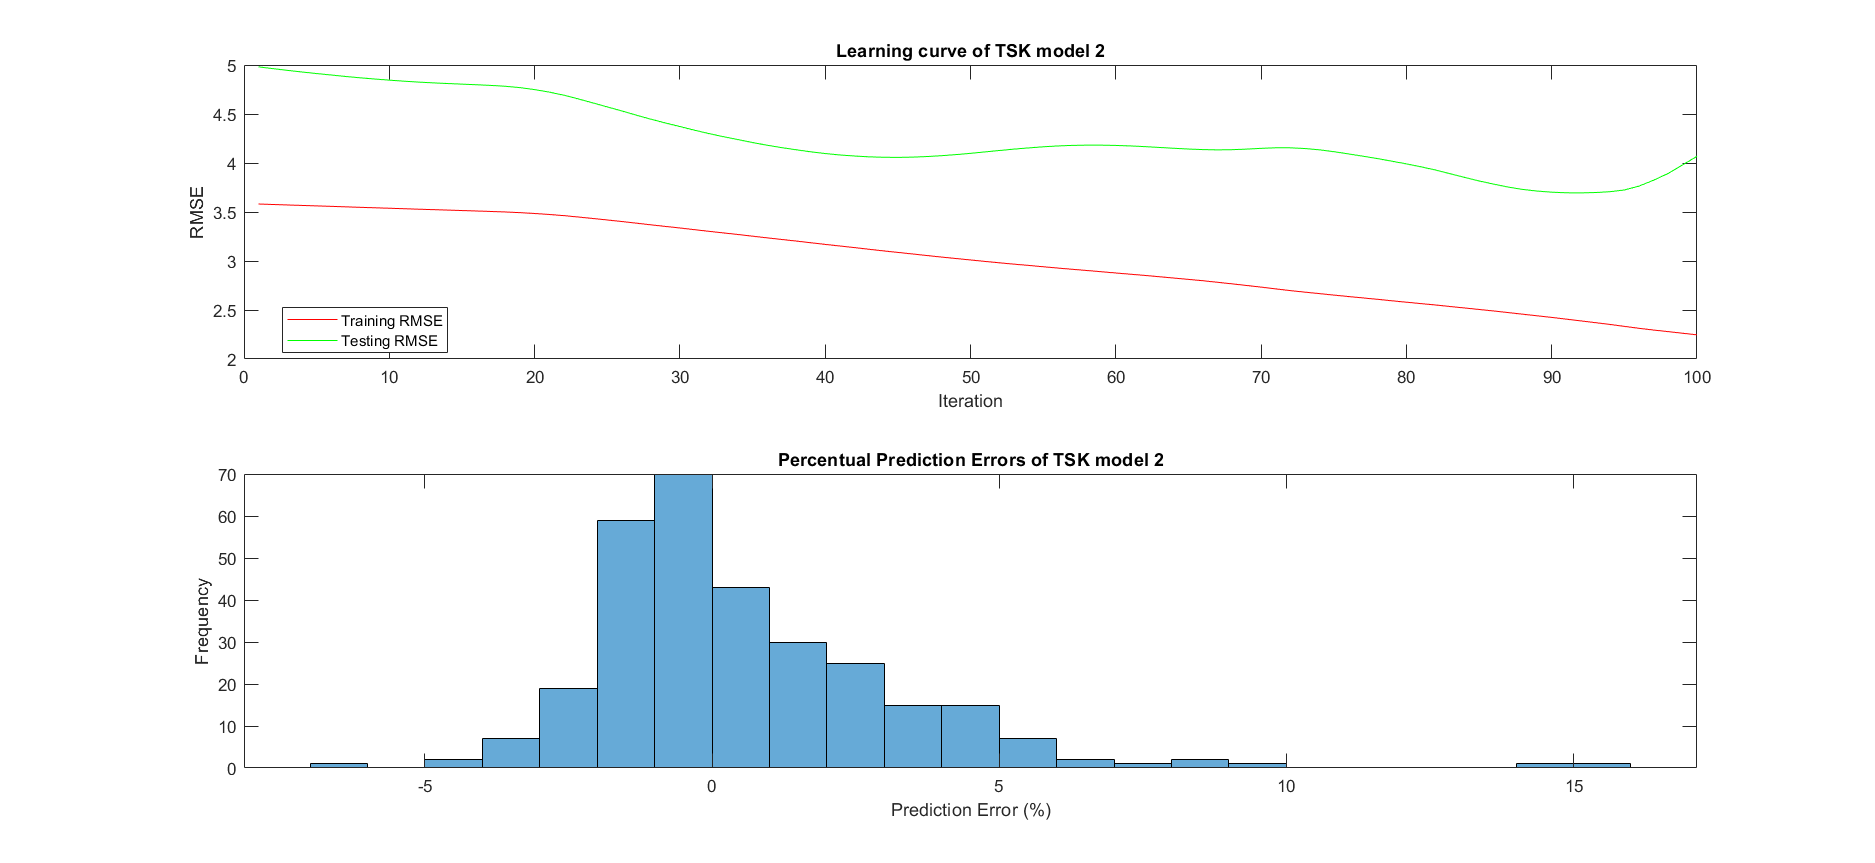 Learning curve of TSK model 2
5
4.5
4
3.5
3
2.5
2
RMSE
Training RMSE
Testing RMSE
0 10 20 30 40 50 60 70 80 90 100
Iteration
Percentual Prediction Errors of TSK model 2
70
60
50
40
30
20
10
0
Frequency
-5 0 5 10 15
Prediction Error (%)